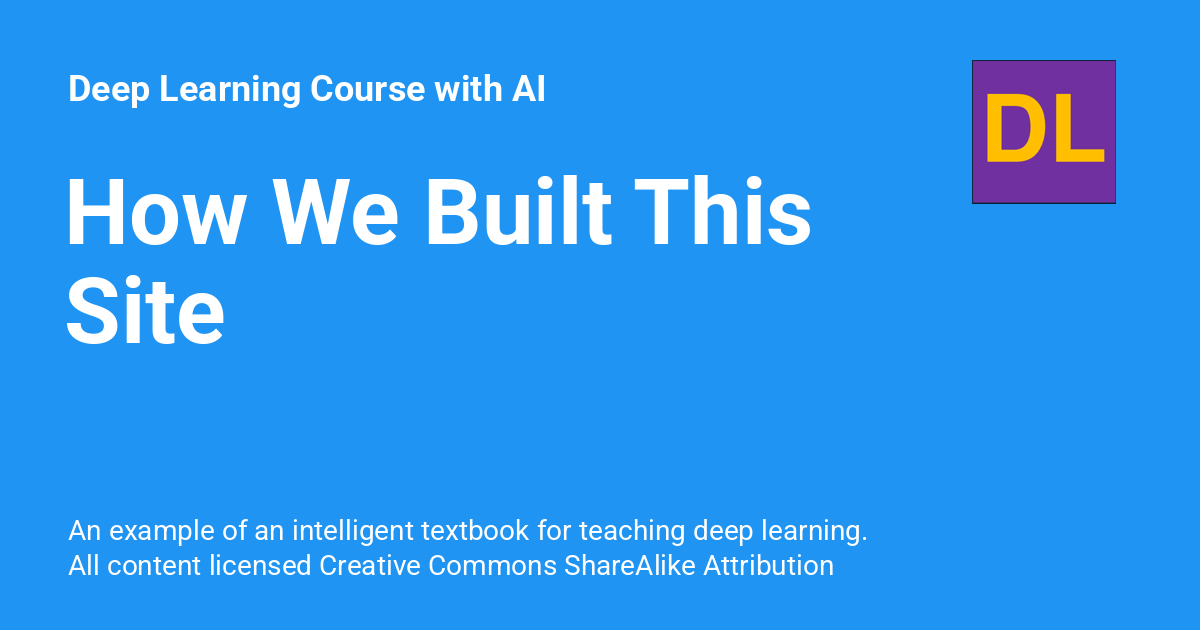 Deep Learning Course with AI
DL
How We Built This
Site
An example of an intelligent textbook for teaching deep learning.
All content licensed Creative Commons ShareAlike Attribution